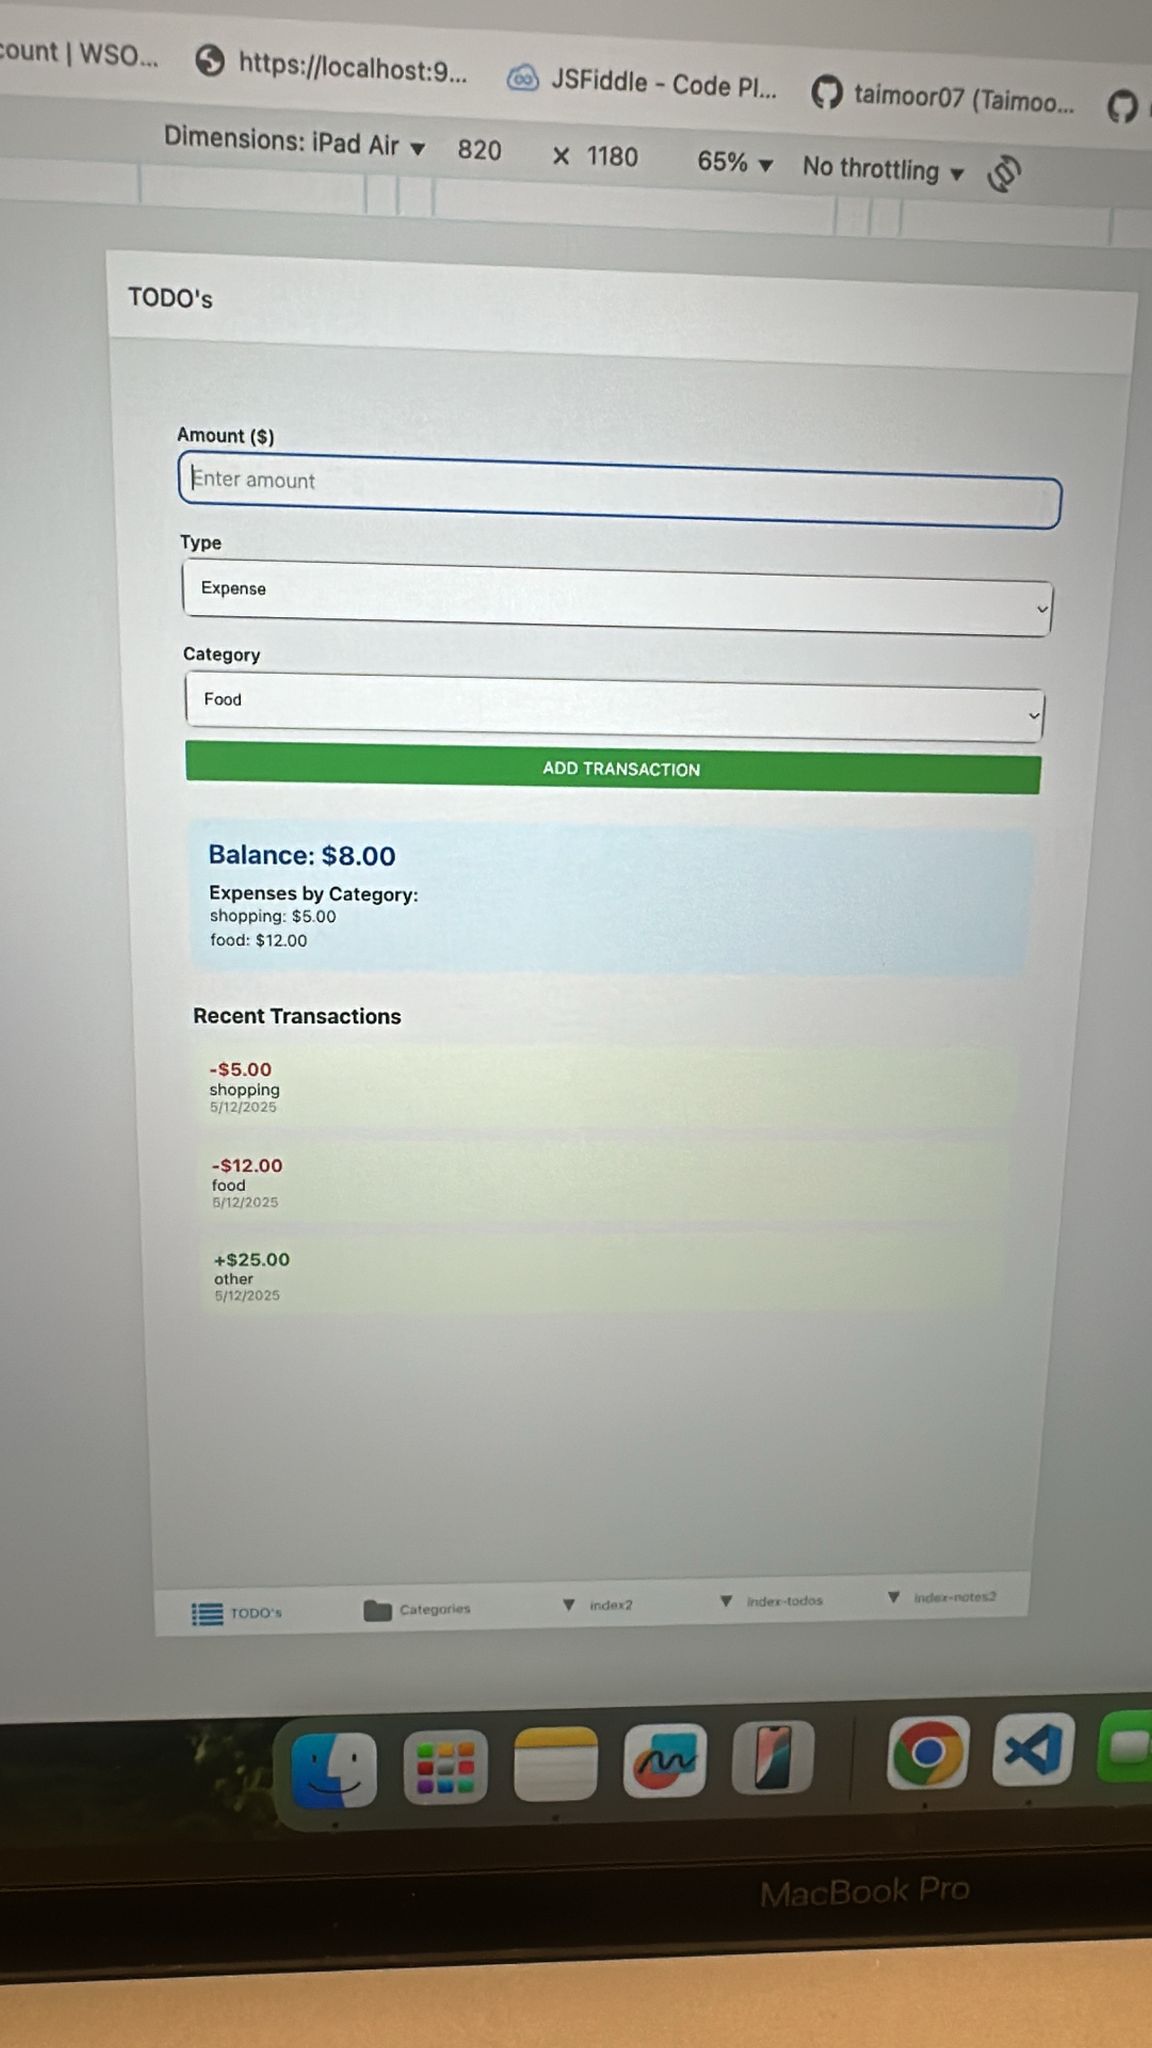 count | WSO... https://localhost:9... JSFiddle - Code Pl... taimoor07 (Taimoo...
Dimensions: iPad Air ▼ 820 × 1180 65% ▼ No throttling ▼
TODO's
Amount ($)
Enter amount
Type
Expense
Category
Food
ADD TRANSACTION
Balance: $8.00
Expenses by Category:
shopping: $5.00
food: $12.00
Recent Transactions
-$5.00
shopping
5/12/2025
-$12.00
food
5/12/2025
+$25.00
other
5/12/2025
TODO's Categories index2 index-todos index-notes2
MacBook Pro